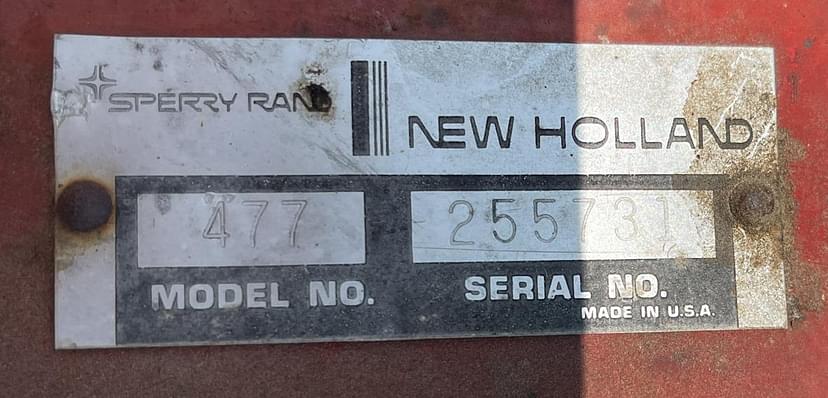 SPERRY RAND
NEW HOLLAND
477
255731
MODEL NO.
SERIAL NO.
MADE IN U.S.A.